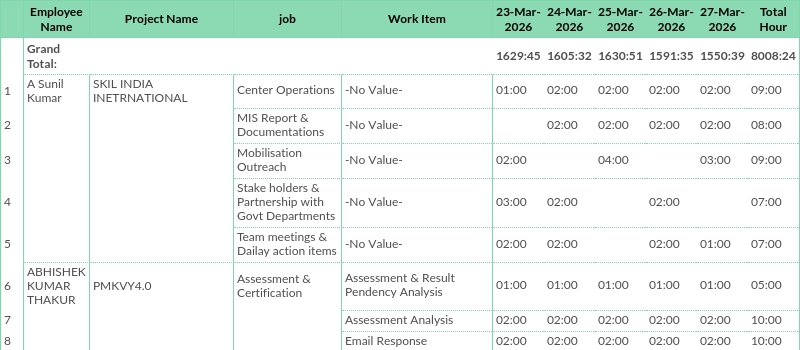 Employee Name Project Name job Work Item 23-Mar-2026 24-Mar-2026 25-Mar-2026 26-Mar-2026 27-Mar-2026 Total Hour
Grand Total: 1629:45 1605:32 1630:51 1591:35 1550:39 8008:24
1 A Sunil Kumar SKIL INDIA INETRNATIONAL Center Operations -No Value- 01:00 02:00 02:00 02:00 02:00 09:00
2 MIS Report & Documentations -No Value- 02:00 02:00 02:00 02:00 08:00
3 Mobilisation Outreach -No Value- 02:00 04:00 03:00 09:00
4 Stake holders & Partnership with Govt Departments -No Value- 03:00 02:00 02:00 07:00
5 Team meetings & Dailay action items -No Value- 02:00 02:00 02:00 01:00 07:00
6 ABHISHEK KUMAR THAKUR PMKVY4.0 Assessment & Certification Assessment & Result Pendency Analysis 01:00 01:00 01:00 01:00 01:00 05:00
7 Assessment Analysis 02:00 02:00 02:00 02:00 02:00 10:00
8 Email Response 02:00 02:00 02:00 02:00 02:00 10:00